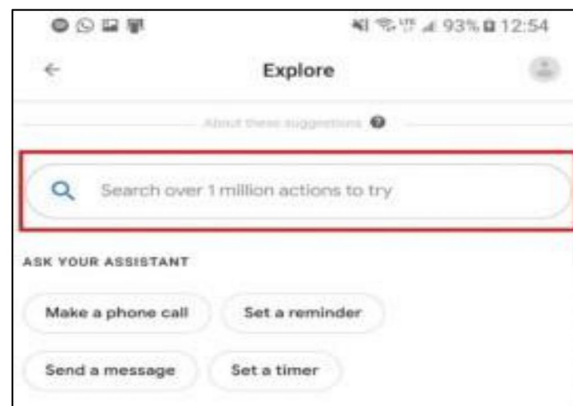 93% 12:54
Explore
About these suggestions ?
Search over 1 million actions to try
ASK YOUR ASSISTANT
Make a phone call Set a reminder
Send a message Set a timer